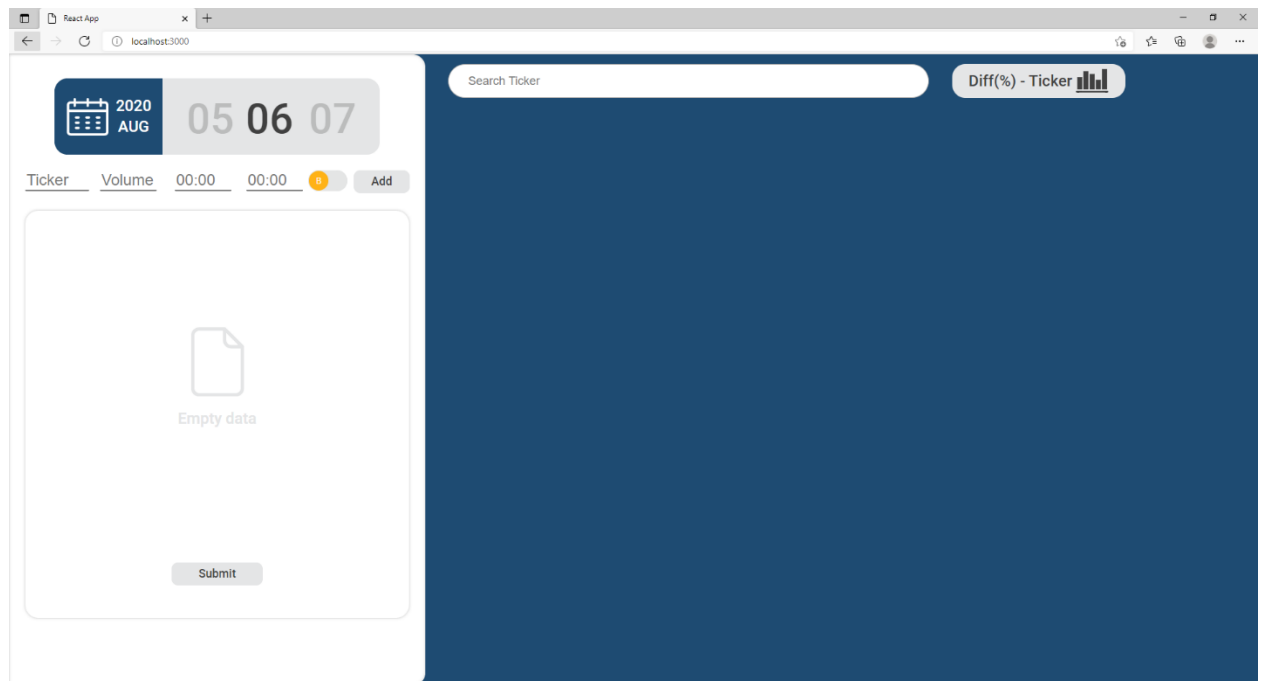 React App
localhost:3000
2020
AUG
05 06 07
Ticker Volume 00:00 00:00 B Add
Empty data
Submit
Search Ticker
Diff(%) - Ticker